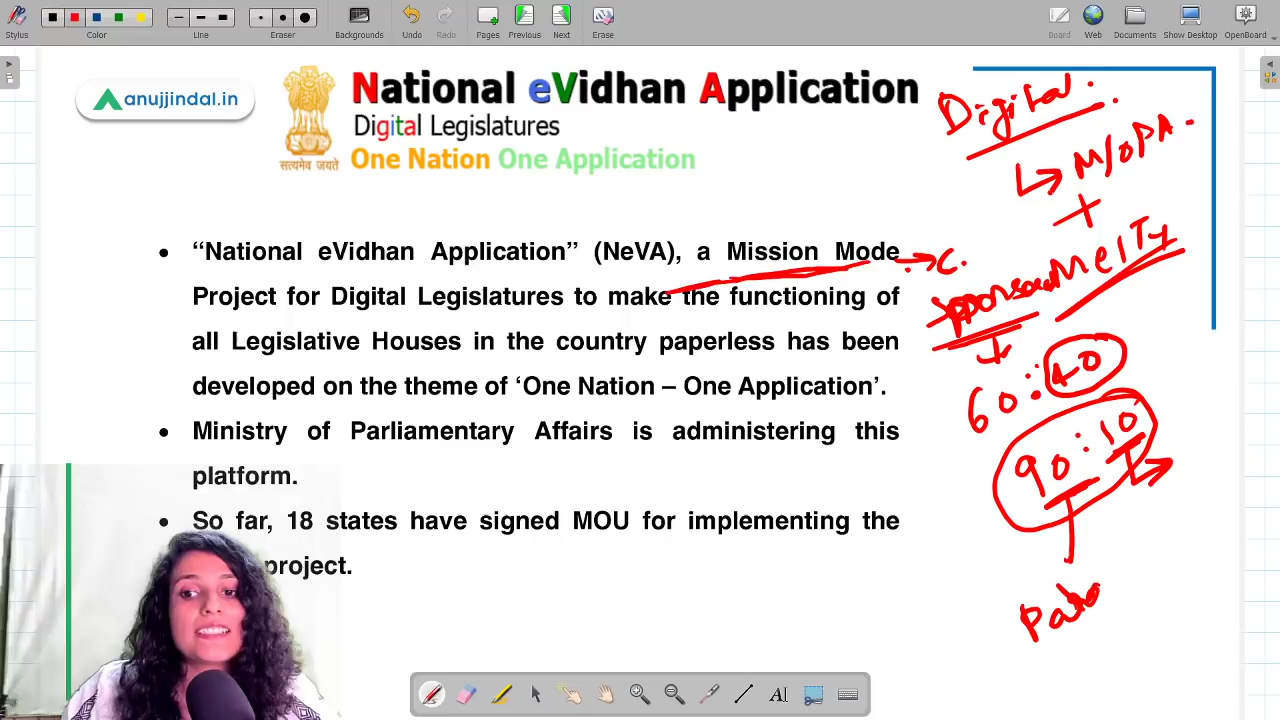 Stylus
Color
Line
Eraser
Backgrounds
Undo
Redo
Pages
Previous
Next
Erase
Board
Web
Documents
Show Desktop
OpenBoard
anujjindal.in
सत्यमेव जयते
National eVidhan Application
Digital Legislatures
One Nation One Application
Digital.
M/oPA.
+
MeITy
• “National eVidhan Application” (NeVA), a Mission Mode
→ C.
Sponsored
Project for Digital Legislatures to make the functioning of
all Legislative Houses in the country paperless has been
developed on the theme of ‘One Nation – One Application’.
60:40
90:10
• Ministry of Parliamentary Affairs is administering this
platform.
• So far, 18 states have signed MOU for implementing the
project.